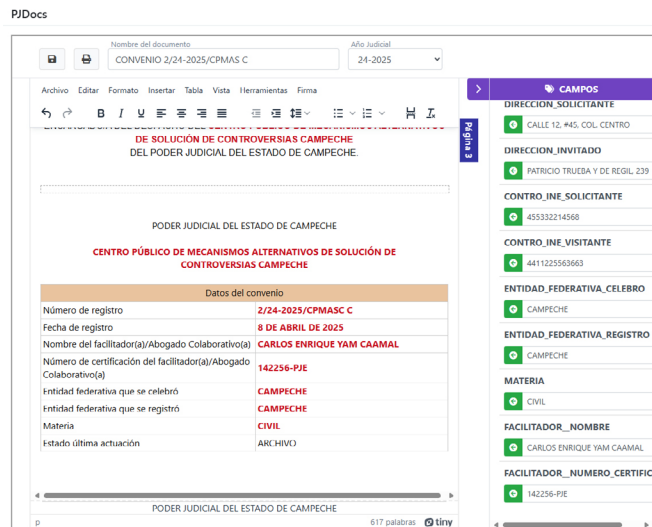 PJDocs
Nombre del documento
CONVENIO 2/24-2025/CPMAS C
Año Judicial
24-2025
Archivo Editar Formato Insertar Tabla Vista Herramientas Firma
CAMPOS
B I U
DE SOLUCIÓN DE CONTROVERSIAS CAMPECHE
DEL PODER JUDICIAL DEL ESTADO DE CAMPECHE.
Página 3
PODER JUDICIAL DEL ESTADO DE CAMPECHE
CENTRO PÚBLICO DE MECANISMOS ALTERNATIVOS DE SOLUCIÓN DE
CONTROVERSIAS CAMPECHE
Datos del convenio
Número de registro 2/24-2025/CPMASC C
Fecha de registro 8 DE ABRIL DE 2025
Nombre del facilitador(a)/Abogado Colaborativo(a) CARLOS ENRIQUE YAM CAAMAL
Número de certificación del facilitador(a)/Abogado
Colaborativo(a) 142256-PJE
Entidad federativa que se celebró CAMPECHE
Entidad federativa que se registró CAMPECHE
Materia CIVIL
Estado última actuación ARCHIVO
PODER JUDICIAL DEL ESTADO DE CAMPECHE
p 617 palabras tiny
DIRECCION_SOLICITANTE
CALLE 12, #45, COL. CENTRO
DIRECCION_INVITADO
PATRICIO TRUEBA Y DE REGIL, 239
CONTRO_INE_SOLICITANTE
455332214568
CONTRO_INE_VISITANTE
4411225563663
ENTIDAD_FEDERATIVA_CELEBRO
CAMPECHE
ENTIDAD_FEDERATIVA_REGISTRO
CAMPECHE
MATERIA
CIVIL
FACILITADOR__NOMBRE
CARLOS ENRIQUE YAM CAAMAL
FACILITADOR__NUMERO_CERTIFIC
142256-PJE